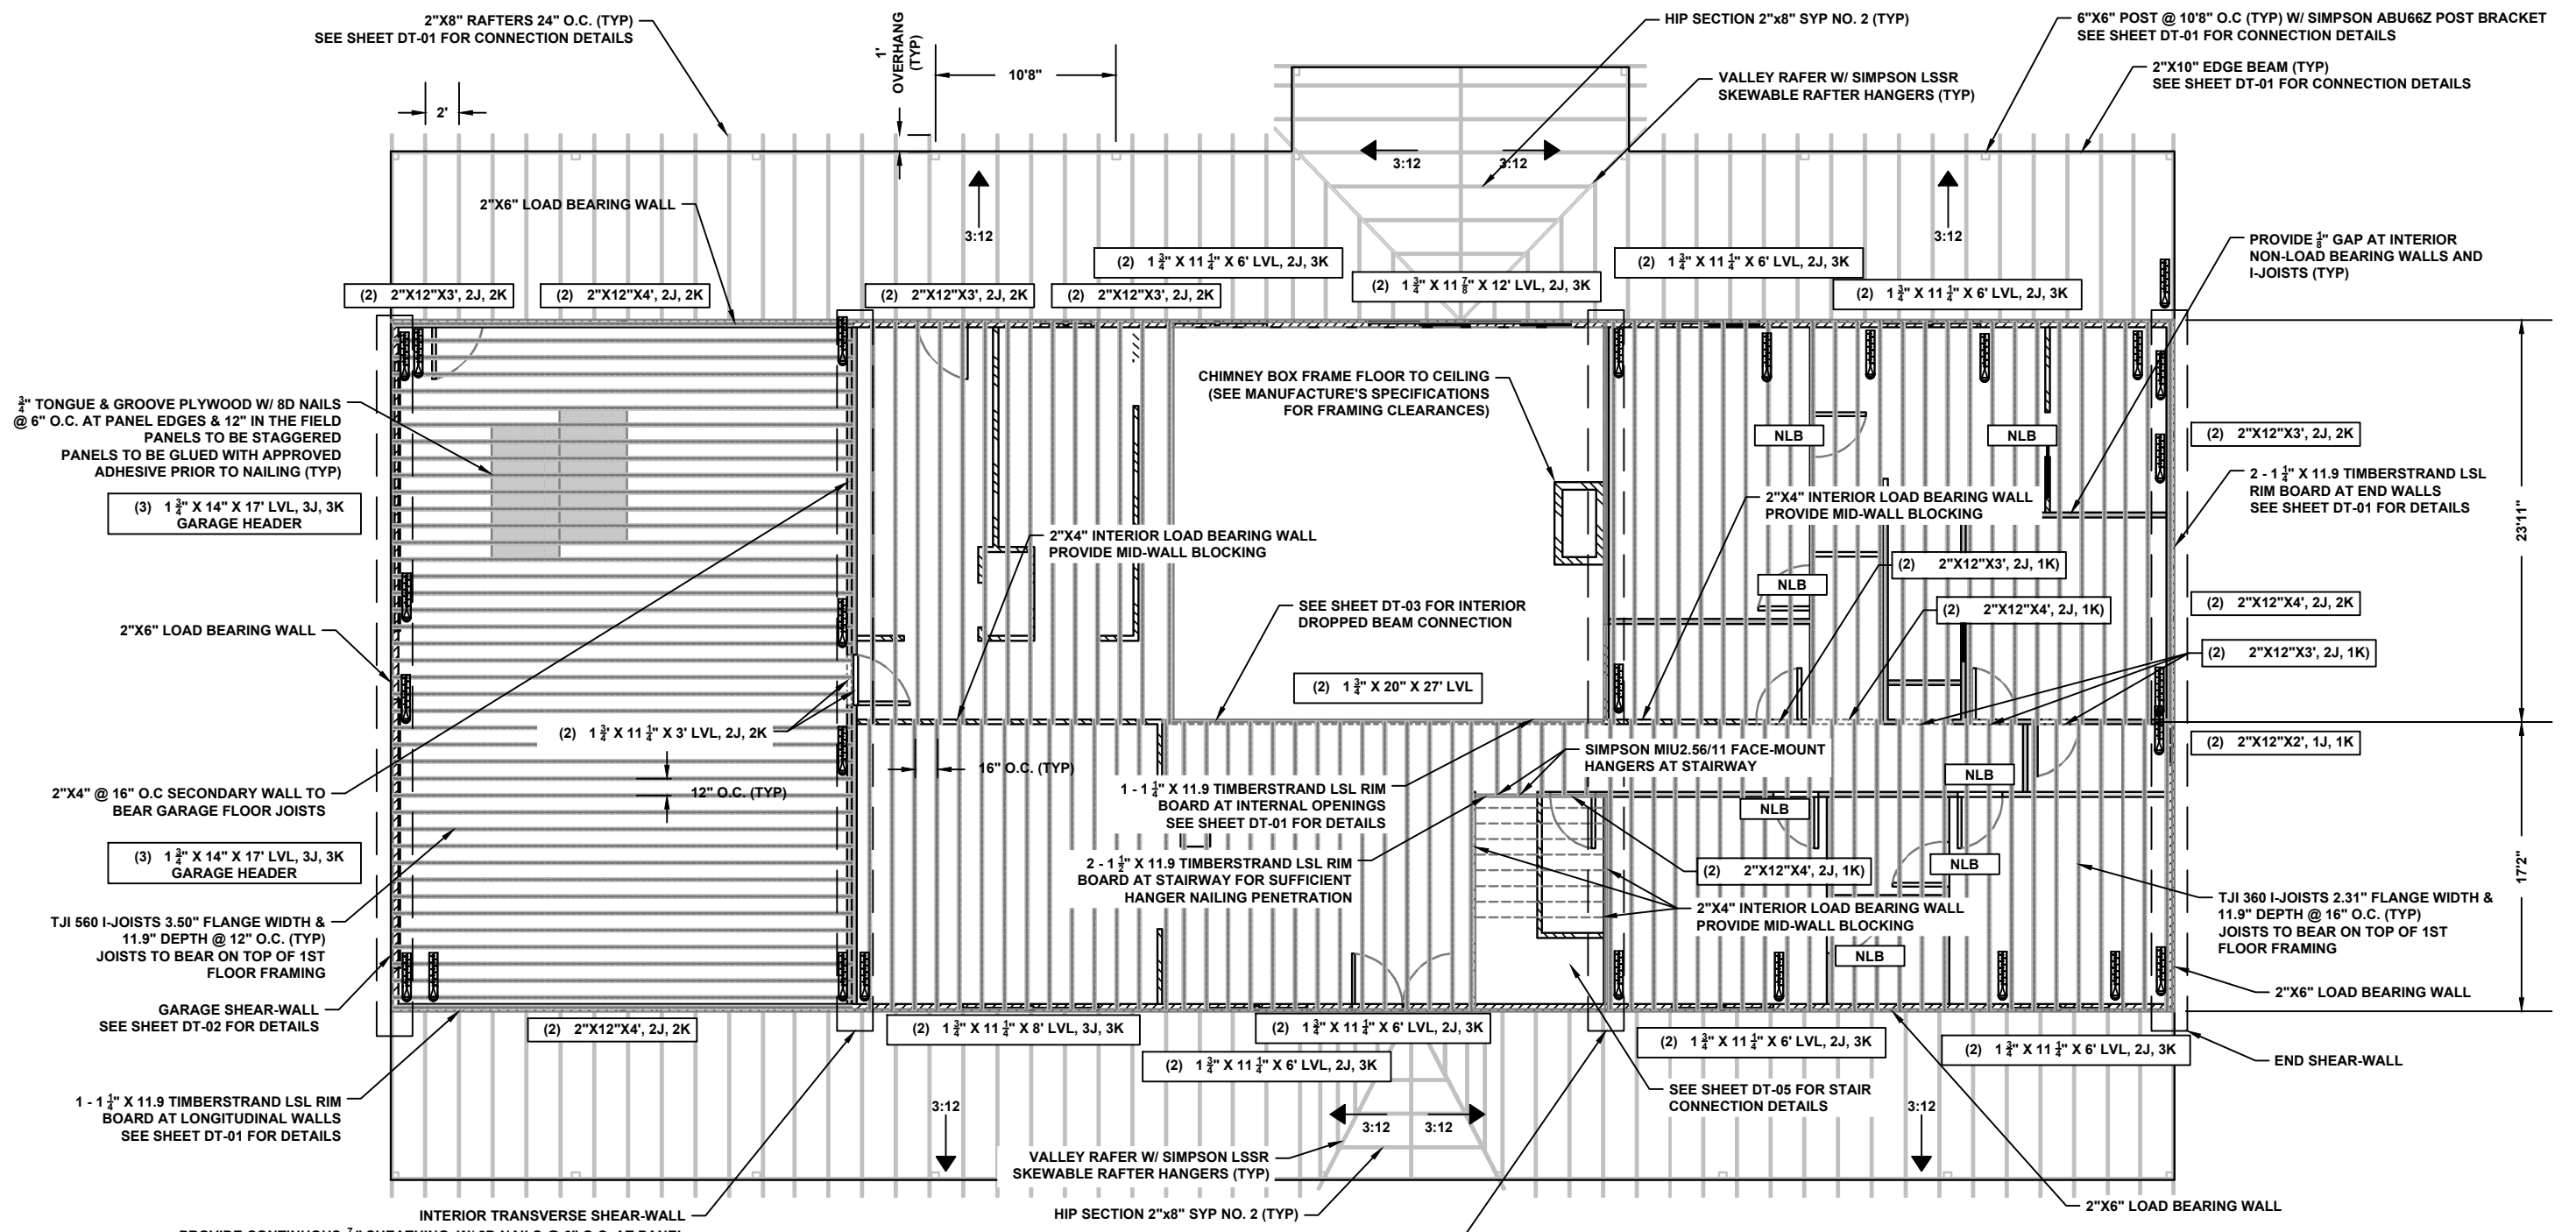 2"X8" RAFTERS 24" O.C. (TYP)
SEE SHEET DT-01 FOR CONNECTION DETAILS
1'
OVERHANG
(TYP)
10'8"
2'
HIP SECTION 2"x8" SYP NO. 2 (TYP)
VALLEY RAFER W/ SIMPSON LSSR
SKEWABLE RAFTER HANGERS (TYP)
6"X6" POST @ 10'8" O.C (TYP) W/ SIMPSON ABU66Z POST BRACKET
SEE SHEET DT-01 FOR CONNECTION DETAILS
2"X10" EDGE BEAM (TYP)
SEE SHEET DT-01 FOR CONNECTION DETAILS
3:12
3:12
2"X6" LOAD BEARING WALL
3:12
3:12
PROVIDE 1/8" GAP AT INTERIOR
NON-LOAD BEARING WALLS AND
I-JOISTS (TYP)
(2) 1 3/4" X 11 1/4" X 6' LVL, 2J, 3K
(2) 1 3/4" X 11 7/8" X 12' LVL, 2J, 3K
(2) 1 3/4" X 11 1/4" X 6' LVL, 2J, 3K
(2) 1 3/4" X 11 1/4" X 6' LVL, 2J, 3K
(2) 2"X12"X3', 2J, 2K
(2) 2"X12"X4', 2J, 2K
(2) 2"X12"X3', 2J, 2K
(2) 2"X12"X3', 2J, 2K
CHIMNEY BOX FRAME FLOOR TO CEILING
(SEE MANUFACTURE'S SPECIFICATIONS
FOR FRAMING CLEARANCES)
3/4" TONGUE & GROOVE PLYWOOD W/ 8D NAILS
@ 6" O.C. AT PANEL EDGES & 12" IN THE FIELD
PANELS TO BE STAGGERED
PANELS TO BE GLUED WITH APPROVED
ADHESIVE PRIOR TO NAILING (TYP)
NLB
NLB
(2) 2"X12"X3', 2J, 2K
2 - 1 1/4" X 11.9 TIMBERSTRAND LSL
RIM BOARD AT END WALLS
SEE SHEET DT-01 FOR DETAILS
23'11"
(3) 1 3/4" X 14" X 17' LVL, 3J, 3K
GARAGE HEADER
2"X4" INTERIOR LOAD BEARING WALL
PROVIDE MID-WALL BLOCKING
2"X4" INTERIOR LOAD BEARING WALL
PROVIDE MID-WALL BLOCKING
(2) 2"X12"X3', 2J, 1K)
NLB
SEE SHEET DT-03 FOR INTERIOR
DROPPED BEAM CONNECTION
(2) 2"X12"X4', 2J, 1K)
(2) 2"X12"X4', 2J, 2K
2"X6" LOAD BEARING WALL
(2) 2"X12"X3', 2J, 1K)
(2) 1 3/4" X 20" X 27' LVL
(2) 1 3/4" X 11 1/4" X 3' LVL, 2J, 2K
(2) 2"X12"X2', 1J, 1K
SIMPSON MIU2.56/11 FACE-MOUNT
HANGERS AT STAIRWAY
16" O.C. (TYP)
12" O.C. (TYP)
2"X4" @ 16" O.C SECONDARY WALL TO
BEAR GARAGE FLOOR JOISTS
1 - 1 1/4" X 11.9 TIMBERSTRAND LSL RIM
BOARD AT INTERNAL OPENINGS
SEE SHEET DT-01 FOR DETAILS
NLB
NLB
NLB
17'2"
(3) 1 3/4" X 14" X 17' LVL, 3J, 3K
GARAGE HEADER
2 - 1 1/2" X 11.9 TIMBERSTRAND LSL RIM
BOARD AT STAIRWAY FOR SUFFICIENT
HANGER NAILING PENETRATION
(2) 2"X12"X4', 2J, 1K)
2"X4" INTERIOR LOAD BEARING WALL
PROVIDE MID-WALL BLOCKING
TJI 360 I-JOISTS 2.31" FLANGE WIDTH &
11.9" DEPTH @ 16" O.C. (TYP)
JOISTS TO BEAR ON TOP OF 1ST
FLOOR FRAMING
TJI 560 I-JOISTS 3.50" FLANGE WIDTH &
11.9" DEPTH @ 12" O.C. (TYP)
JOISTS TO BEAR ON TOP OF 1ST
FLOOR FRAMING
NLB
2"X6" LOAD BEARING WALL
GARAGE SHEAR-WALL
SEE SHEET DT-02 FOR DETAILS
(2) 2"X12"X4', 2J, 2K
(2) 1 3/4" X 11 1/4" X 8' LVL, 3J, 3K
(2) 1 3/4" X 11 1/4" X 6' LVL, 2J, 3K
(2) 1 3/4" X 11 1/4" X 6' LVL, 2J, 3K
(2) 1 3/4" X 11 1/4" X 6' LVL, 2J, 3K
(2) 1 3/4" X 11 1/4" X 6' LVL, 2J, 3K
END SHEAR-WALL
SEE SHEET DT-05 FOR STAIR
CONNECTION DETAILS
1 - 1 1/4" X 11.9 TIMBERSTRAND LSL RIM
BOARD AT LONGITUDINAL WALLS
SEE SHEET DT-01 FOR DETAILS
3:12
3:12
3:12
3:12
VALLEY RAFER W/ SIMPSON LSSR
SKEWABLE RAFTER HANGERS (TYP)
HIP SECTION 2"x8" SYP NO. 2 (TYP)
2"X6" LOAD BEARING WALL
INTERIOR TRANSVERSE SHEAR-WALL